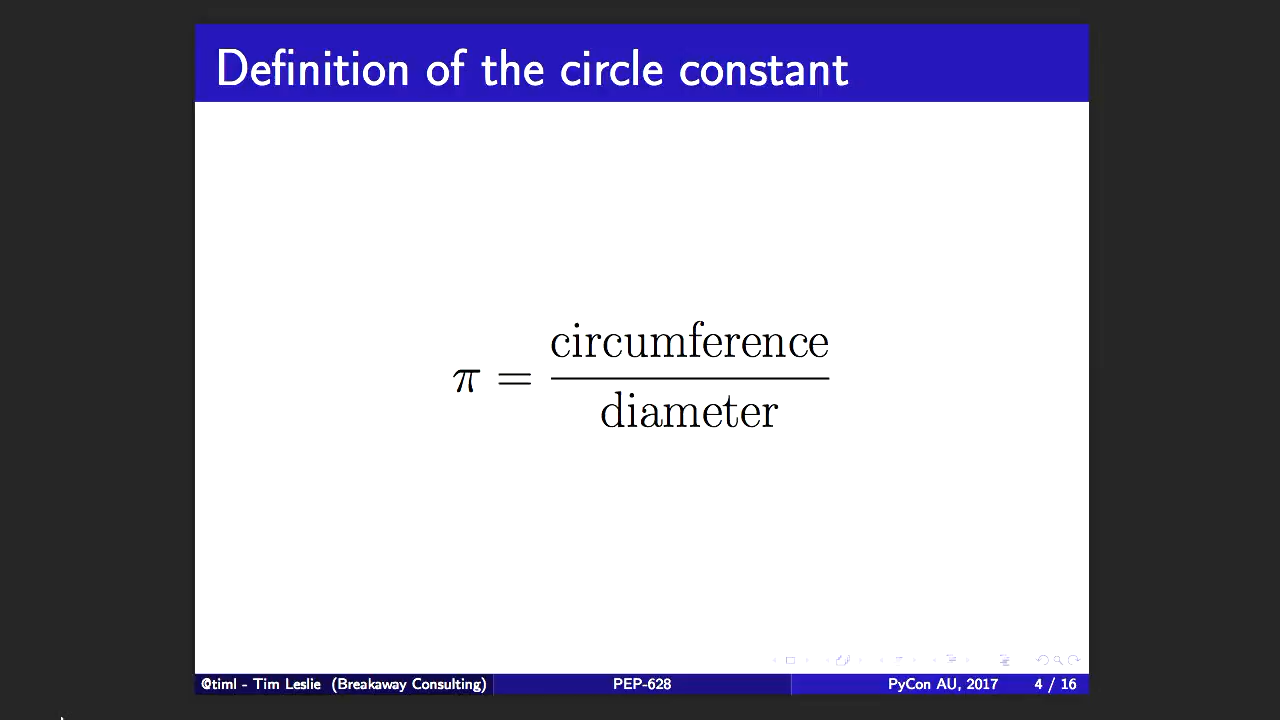 Definition of the circle constant
π = circumference / diameter
@timl - Tim Leslie (Breakaway Consulting) PEP-628 PyCon AU, 2017 4 / 16